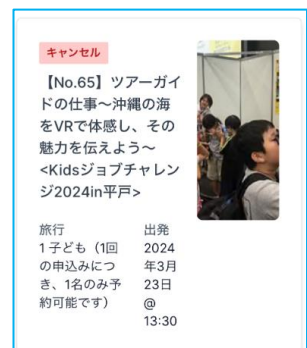 キャンセル
【No.65】ツアーガイ
ドの仕事～沖縄の海
をVRで体感し、その
魅力を伝えよう～
<Kidsジョブチャレン
ジ2024in平戸>
旅行
1 子ども（1回
の申込みにつ
き、1名のみ予
約可能です）
出発
2024
年3月
23日
@
13:30